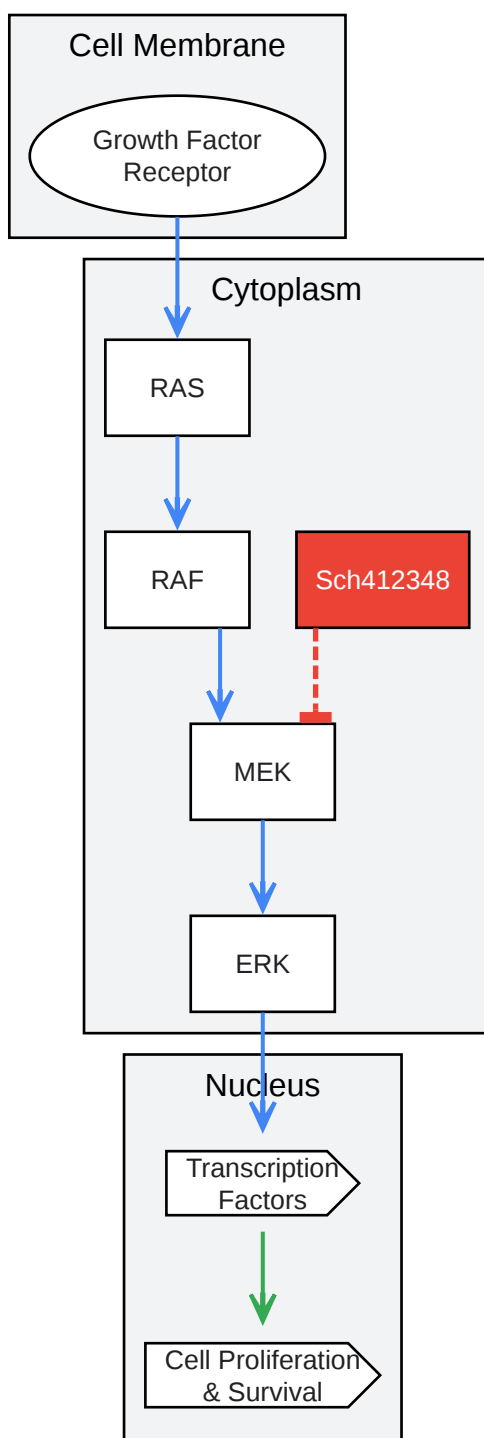 Cell Membrane
Growth Factor
Receptor
Cytoplasm
RAS
RAF
Sch412348
MEK
ERK
Nucleus
Transcription
Factors
Cell Proliferation
& Survival